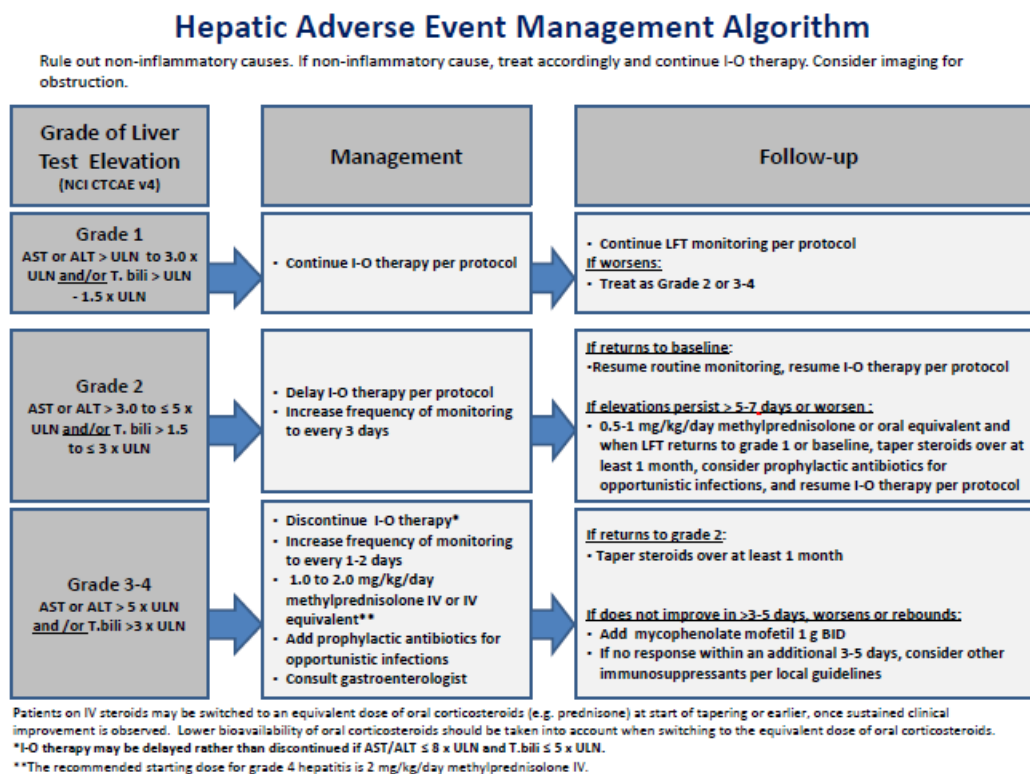 Hepatic Adverse Event Management Algorithm
Rule out non-inflammatory causes. If non-inflammatory cause, treat accordingly and continue I-O therapy. Consider imaging for
obstruction.
Grade of Liver
Test Elevation
(NCI CTCAE v4)
Management
Follow-up
Grade 1
AST or ALT > ULN to 3.0 x
ULN and/or T. bili > ULN
- 1.5 x ULN
• Continue I-O therapy per protocol
• Continue LFT monitoring per protocol
If worsens:
• Treat as Grade 2 or 3-4
Grade 2
AST or ALT > 3.0 to ≤ 5 x
ULN and/or T. bili > 1.5
to ≤ 3 x ULN
• Delay I-O therapy per protocol
• Increase frequency of monitoring
to every 3 days
If returns to baseline:
•Resume routine monitoring, resume I-O therapy per protocol
If elevations persist > 5-7 days or worsen :
• 0.5-1 mg/kg/day methylprednisolone or oral equivalent and
when LFT returns to grade 1 or baseline, taper steroids over at
least 1 month, consider prophylactic antibiotics for
opportunistic infections, and resume I-O therapy per protocol
Grade 3-4
AST or ALT > 5 x ULN
and /or T.bili >3 x ULN
• Discontinue I-O therapy*
• Increase frequency of monitoring
to every 1-2 days
• 1.0 to 2.0 mg/kg/day
methylprednisolone IV or IV
equivalent**
• Add prophylactic antibiotics for
opportunistic infections
• Consult gastroenterologist
If returns to grade 2:
• Taper steroids over at least 1 month
If does not improve in >3-5 days, worsens or rebounds:
• Add mycophenolate mofetil 1 g BID
• If no response within an additional 3-5 days, consider other
immunosuppressants per local guidelines
Patients on IV steroids may be switched to an equivalent dose of oral corticosteroids (e.g. prednisone) at start of tapering or earlier, once sustained clinical
improvement is observed. Lower bioavailability of oral corticosteroids should be taken into account when switching to the equivalent dose of oral corticosteroids.
*I-O therapy may be delayed rather than discontinued if AST/ALT ≤ 8 x ULN and T.bili ≤ 5 x ULN.
**The recommended starting dose for grade 4 hepatitis is 2 mg/kg/day methylprednisolone IV.